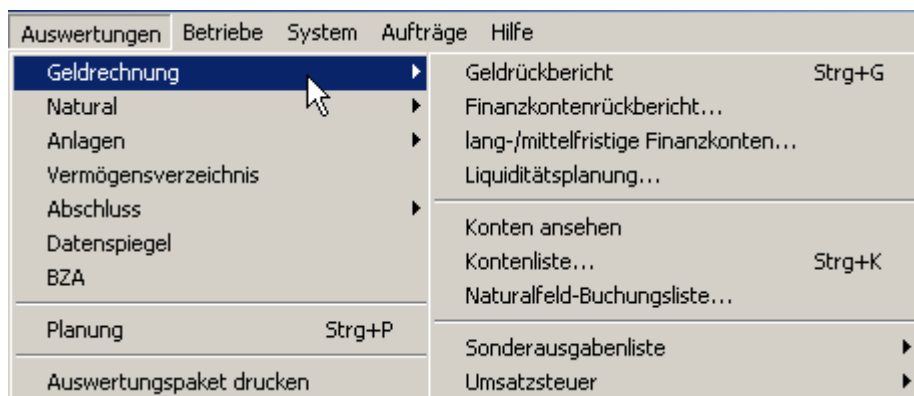 Auswertungen Betriebe System Aufträge Hilfe
Geldrechnung
Natural
Anlagen
Vermögensverzeichnis
Abschluss
Datenspiegel
BZA
Planung Strg+P
Auswertungspaket drucken
Geldrückbericht Strg+G
Finanzkontenrückbericht...
lang-/mittelfristige Finanzkonten...
Liquiditätsplanung...
Konten ansehen
Kontenliste... Strg+K
Naturalfeld-Buchungsliste...
Sonderausgabenliste
Umsatzsteuer